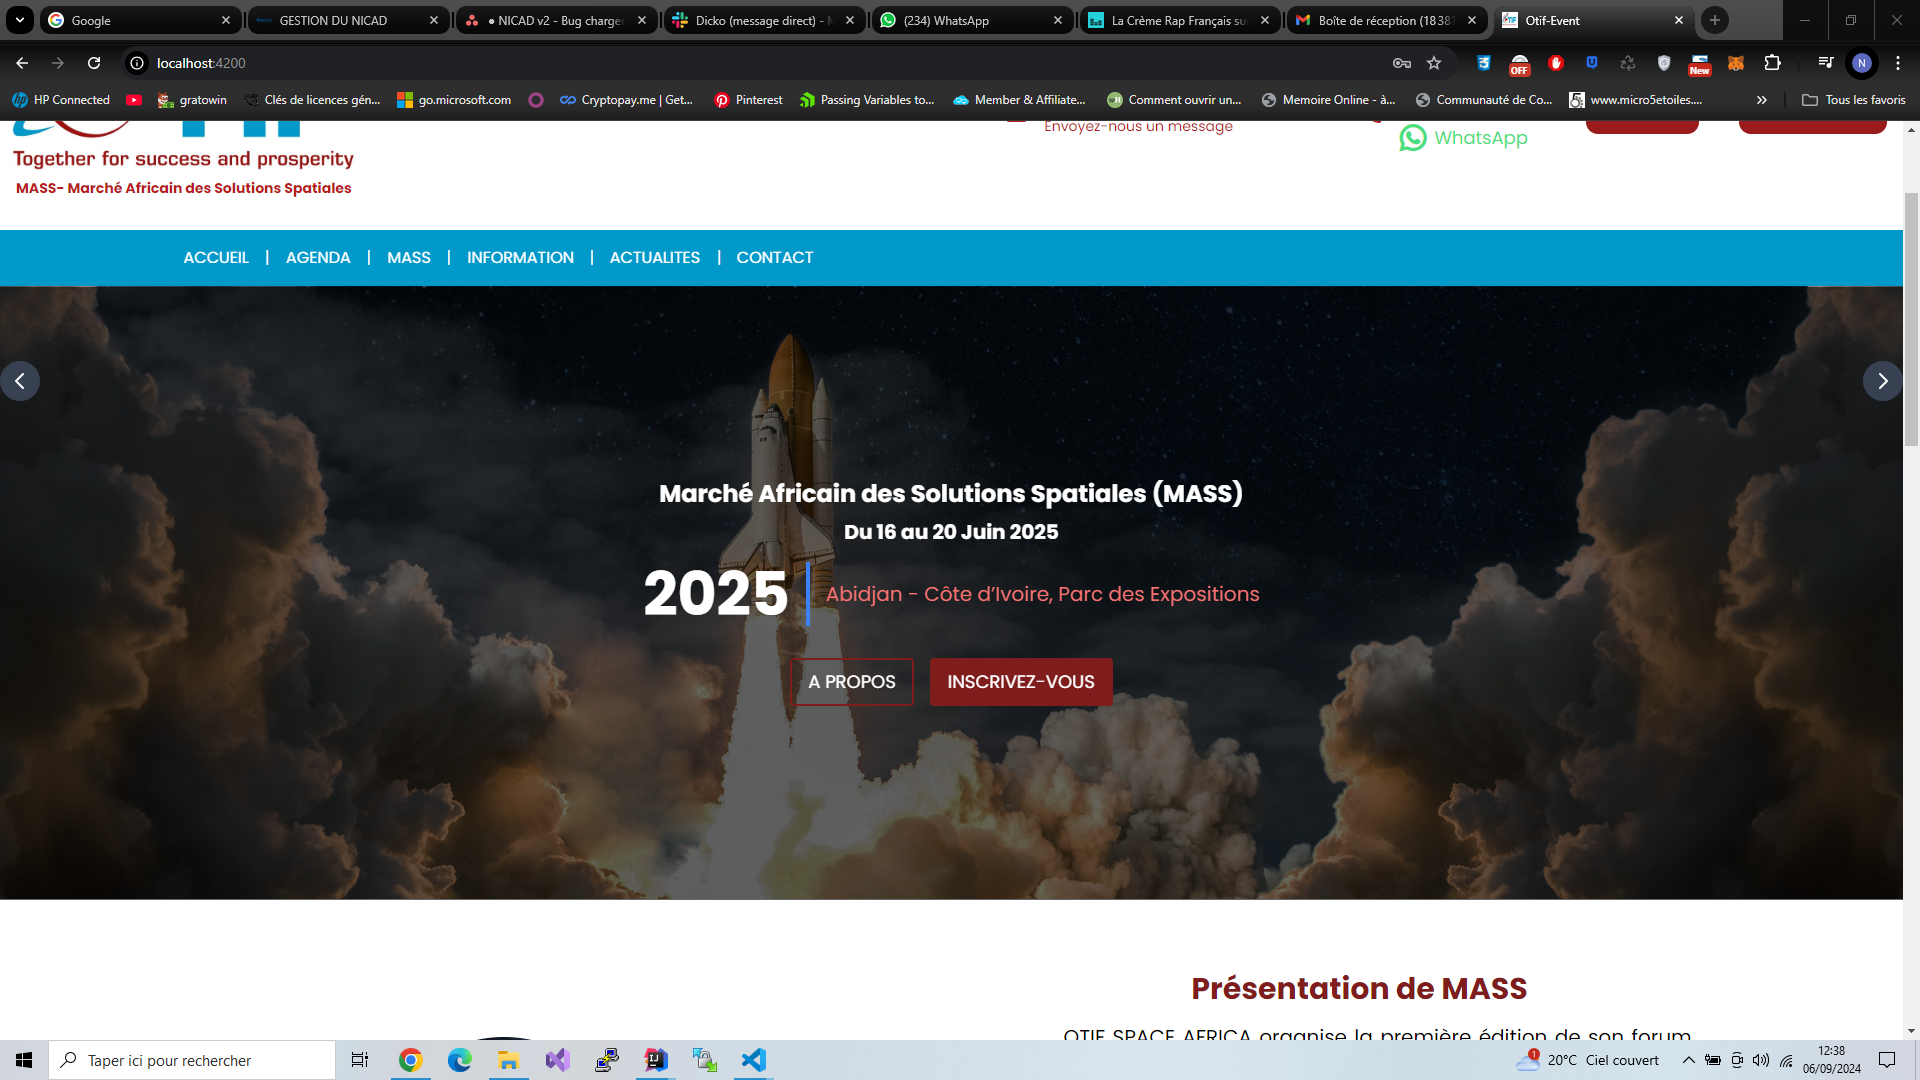 Google
GESTION DU NICAD
● NICAD v2 - Bug charge
Dicko (message direct) -
(234) WhatsApp
La Crème Rap Français su
Boîte de réception (18 38
Otif-Event
localhost:4200
OFF
New
N
HP Connected
gratowin
Clés de licences gén...
go.microsoft.com
Cryptopay.me | Get...
Pinterest
Passing Variables to...
Member & Affiliate...
Comment ouvrir un...
Memoire Online - à...
Communauté de Co...
www.micro5etoiles....
»
Tous les favoris
Envoyez-nous un message
WhatsApp
Together for success and prosperity
MASS- Marché Africain des Solutions Spatiales
ACCUEIL | AGENDA | MASS | INFORMATION | ACTUALITES | CONTACT
Marché Africain des Solutions Spatiales (MASS)
Du 16 au 20 Juin 2025
2025
Abidjan - Côte d’Ivoire, Parc des Expositions
A PROPOS
INSCRIVEZ-VOUS
Présentation de MASS
OTIF SPACE AFRICA organise la première édition de son forum
Taper ici pour rechercher
1
20°C Ciel couvert
12:38
06/09/2024